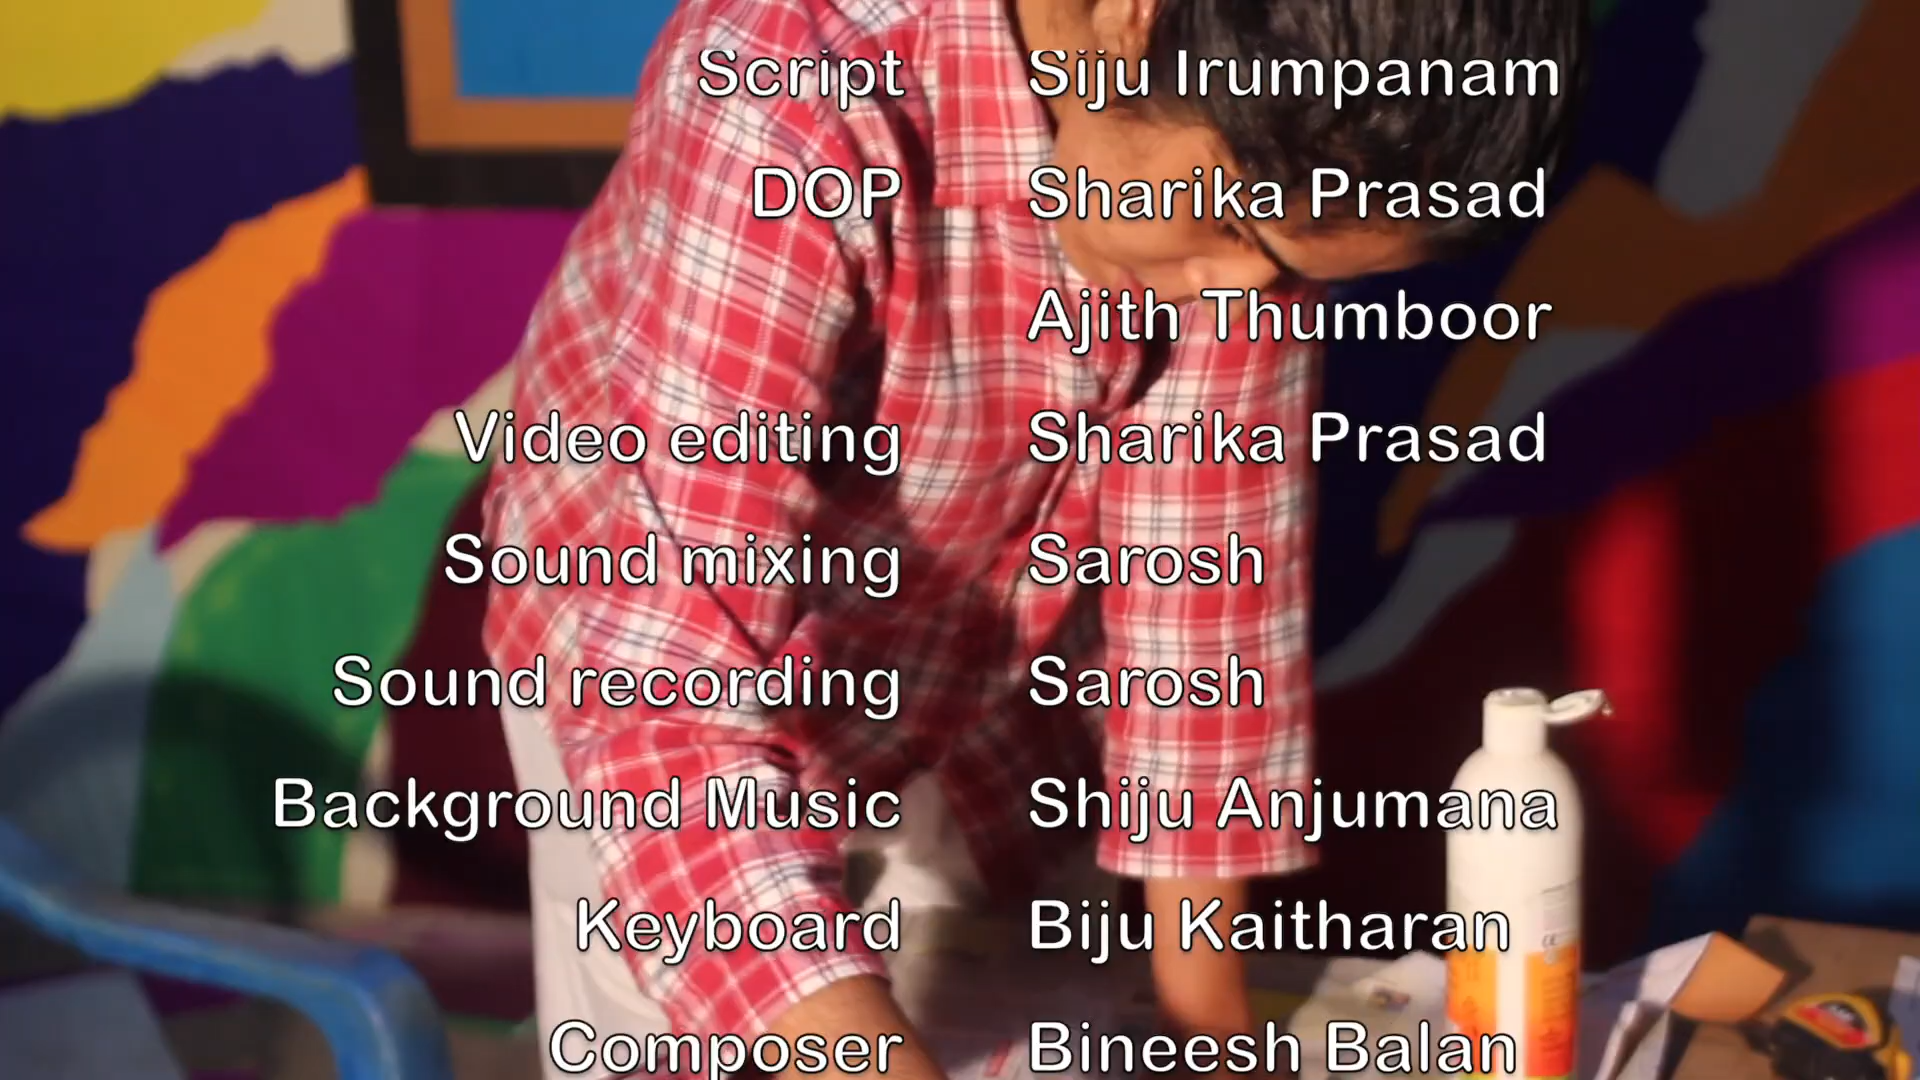 Script Siju Irumpanam
DOP Sharika Prasad
Ajith Thumboor
Video editing Sharika Prasad
Sound mixing Sarosh
Sound recording Sarosh
Background Music Shiju Anjumana
Keyboard Biju Kaitharan
Composer Bineesh Balan